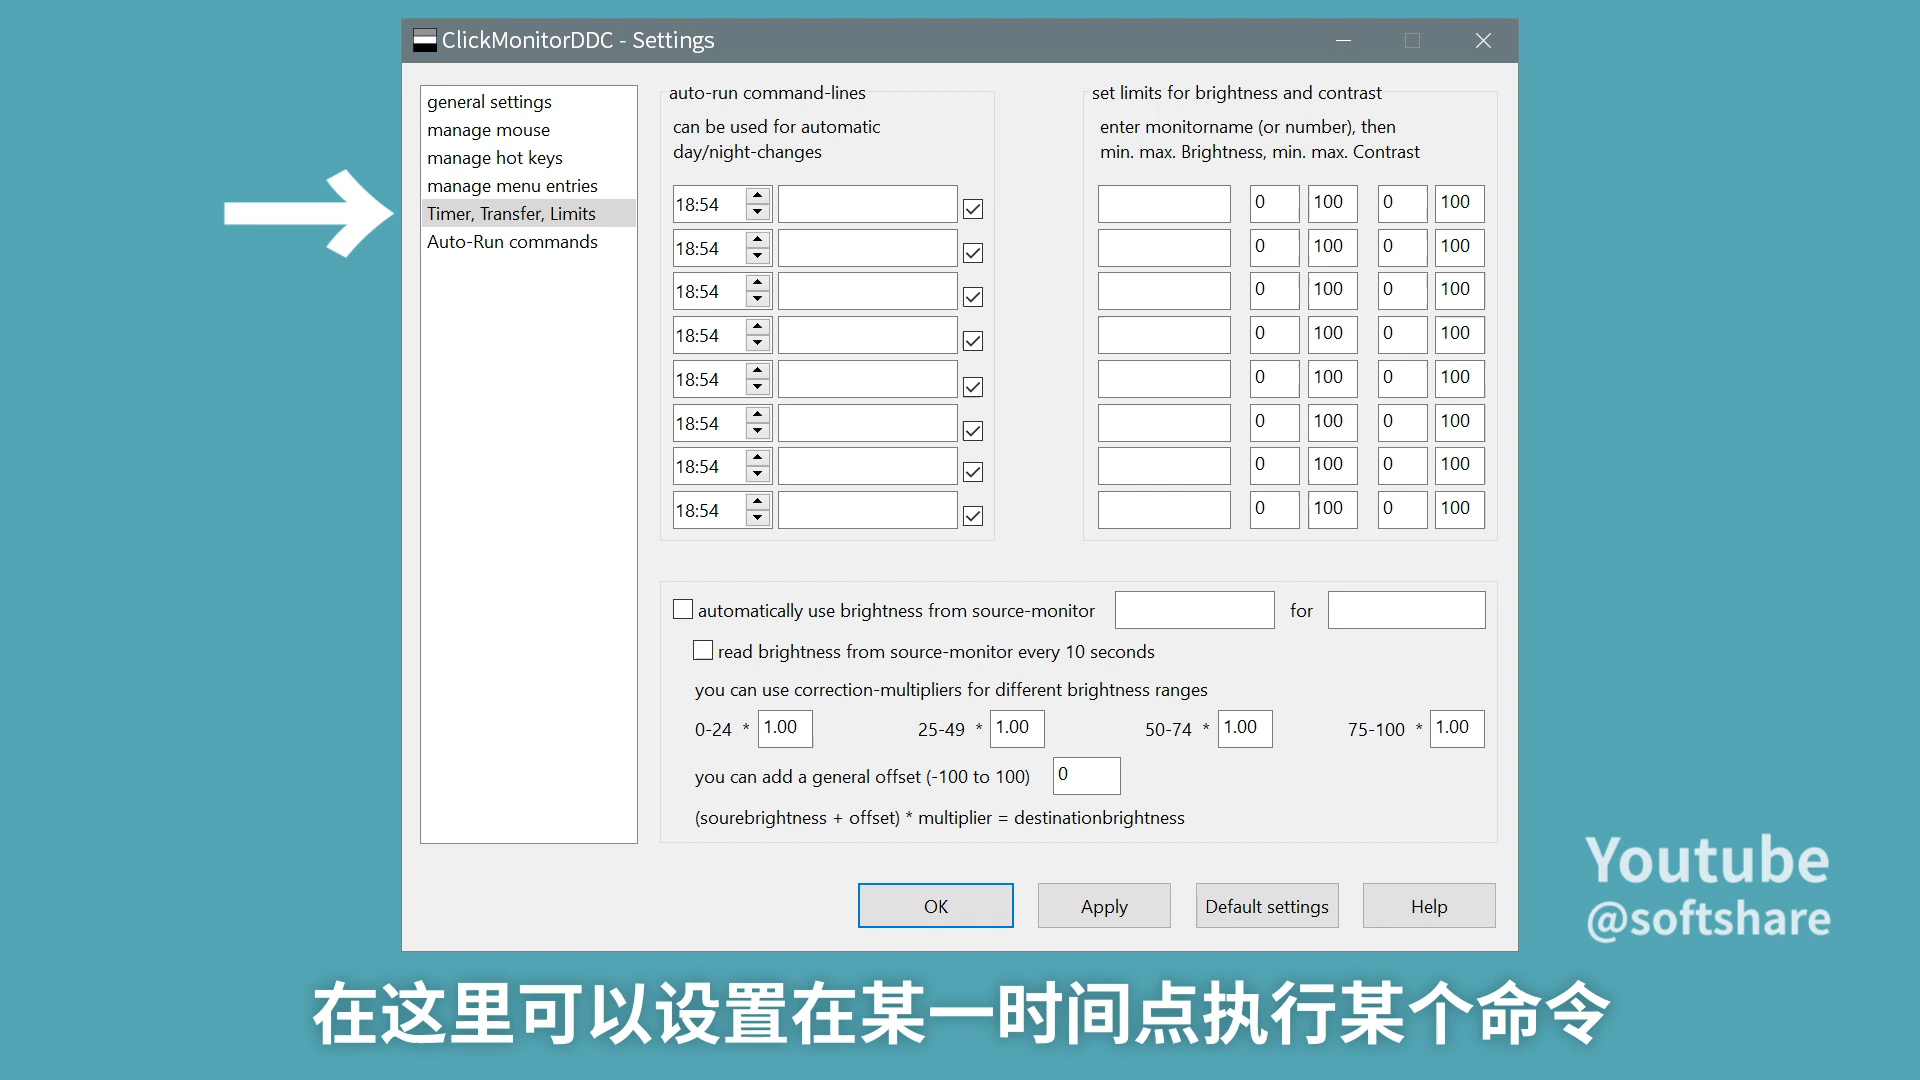 ClickMonitorDDC - Settings
general settings
manage mouse
manage hot keys
manage menu entries
Timer, Transfer, Limits
Auto-Run commands
auto-run command-lines
can be used for automatic
day/night-changes
18:54
18:54
18:54
18:54
18:54
18:54
18:54
18:54
set limits for brightness and contrast
enter monitorname (or number), then
min. max. Brightness, min. max. Contrast
0 100 0 100
0 100 0 100
0 100 0 100
0 100 0 100
0 100 0 100
0 100 0 100
0 100 0 100
0 100 0 100
automatically use brightness from source-monitor for
read brightness from source-monitor every 10 seconds
you can use correction-multipliers for different brightness ranges
0-24 * 1.00 25-49 * 1.00 50-74 * 1.00 75-100 * 1.00
you can add a general offset (-100 to 100) 0
(sourebrightness + offset) * multiplier = destinationbrightness
OK Apply Default settings Help
Youtube
@softshare
在这里可以设置在某一时间点执行某个命令